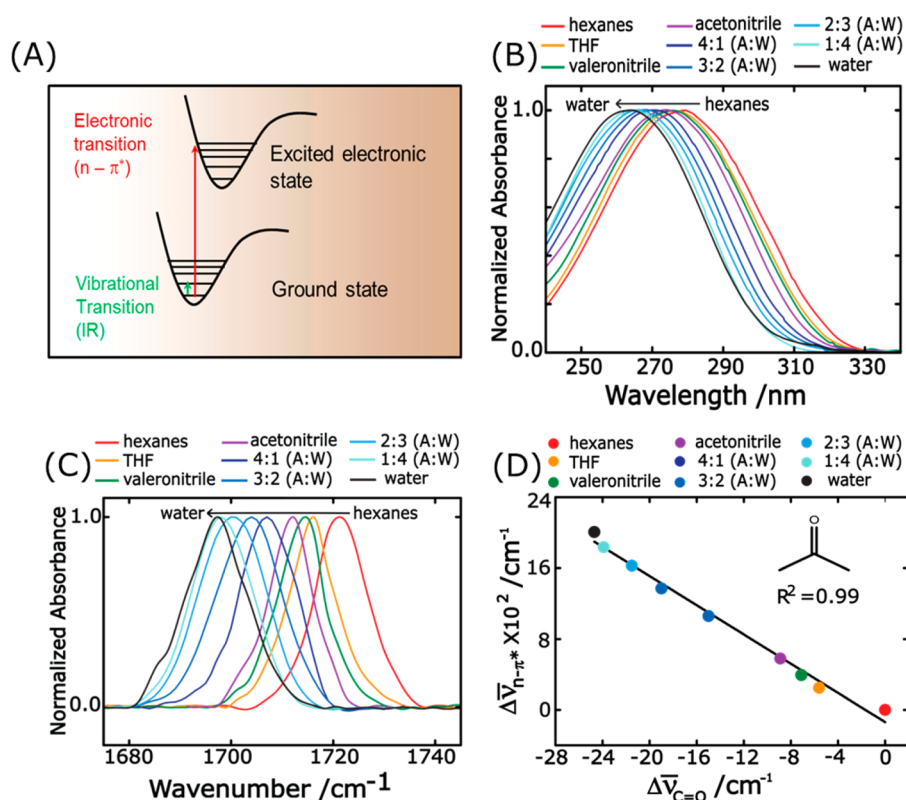 (A)
Electronic
transition
(n – π*)
Excited electronic
state
Vibrational
Transition
(IR)
Ground state
hexanes acetonitrile 2:3 (A:W)
THF 4:1 (A:W) 1:4 (A:W)
valeronitrile 3:2 (A:W) water
(B)
water hexanes
1.0
0.0
Normalized Absorbance
250 270 290 310 330
Wavelength /nm
hexanes acetonitrile 2:3 (A:W)
THF 4:1 (A:W) 1:4 (A:W)
valeronitrile 3:2 (A:W) water
(C)
water hexanes
1.0
0.0
Normalized Absorbance
1680 1700 1720 1740
Wavenumber /cm-1
hexanes acetonitrile 2:3 (A:W)
THF 4:1 (A:W) 1:4 (A:W)
valeronitrile 3:2 (A:W) water
(D)
24
16
8
0
Δν̅n-π* X10² /cm-1
O
R²=0.99
-28 -24 -20 -16 -12 -8 -4 0
Δν̅C=O /cm-1